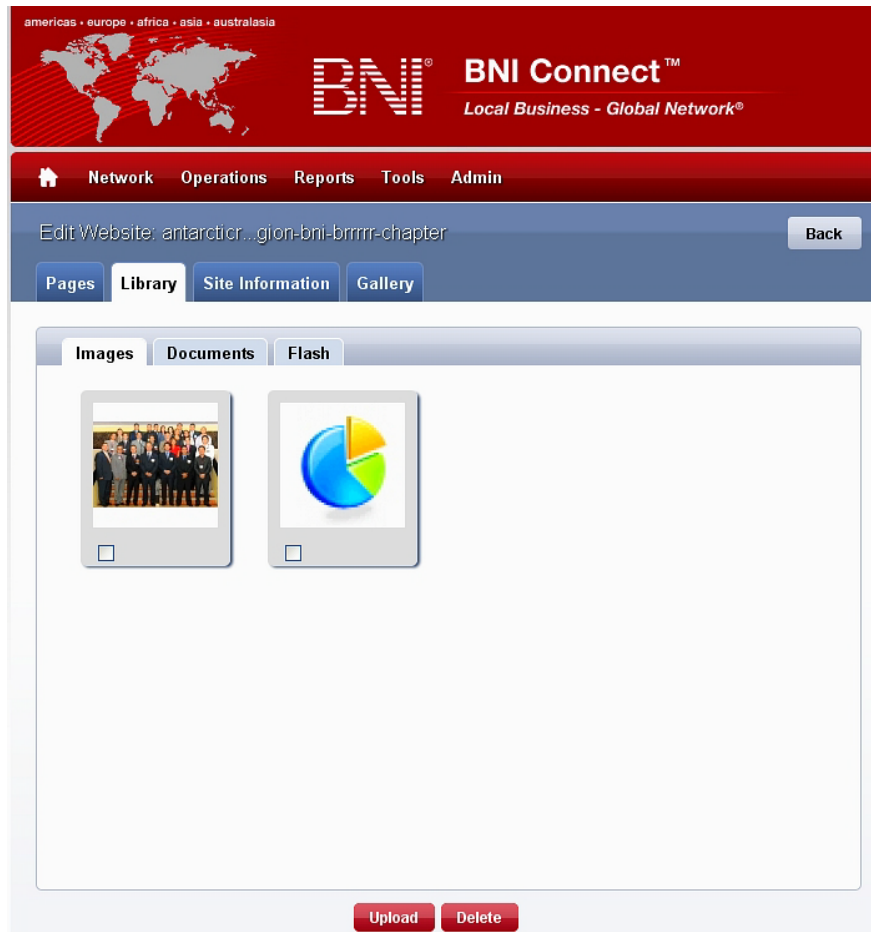 americas • europe • africa • asia • australasia
BNI® BNI Connect™
Local Business - Global Network®
Network Operations Reports Tools Admin
Edit Website: antarcticr...gion-bni-brrrrr-chapter
Back
Pages Library Site Information Gallery
Images Documents Flash
Upload Delete